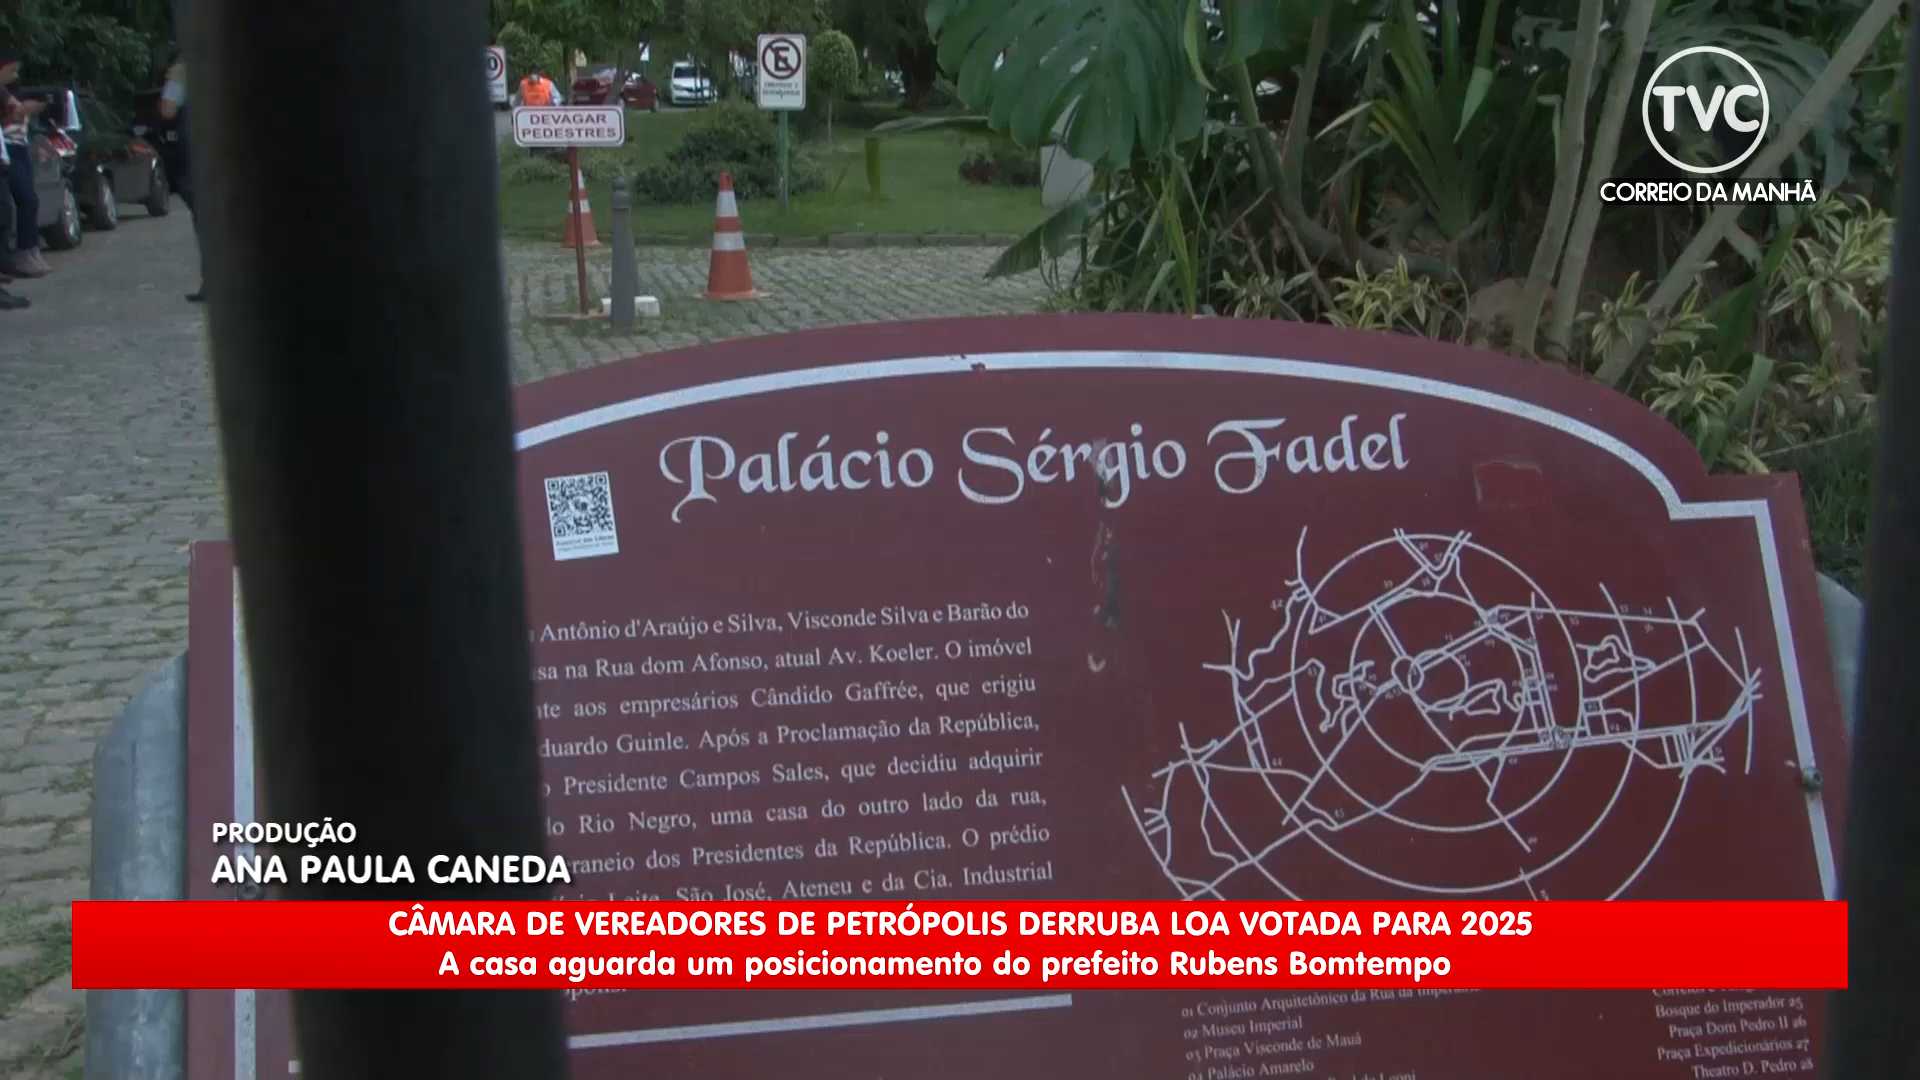 DEVAGAR
PEDESTRES
TVC
CORREIO DA MANHÃ
Palácio Sérgio Fadel
Antônio d'Araújo e Silva, Visconde Silva e Barão do
na Rua dom Afonso, atual Av. Koeler. O imóvel
aos empresários Cândido Gaffrée, que erigiu
Guinle. Após a Proclamação da República,
Presidente Campos Sales, que decidiu adquirir
Rio Negro, uma casa do outro lado da rua,
dos Presidentes da República. O prédio
São José, Ateneu e da Cia. Industrial
PRODUÇÃO
ANA PAULA CANEDA
CÂMARA DE VEREADORES DE PETRÓPOLIS DERRUBA LOA VOTADA PARA 2025
A casa aguarda um posicionamento do prefeito Rubens Bomtempo
01 Conjunto Arquitetônico da Rua da
02 Museu Imperial
03 Praça Visconde de Mauá
04 Palácio Amarelo
Bosque do Imperador 25
Praça Dom Pedro II 26
Praça Expedicionários 27
Theatro D. Pedro 28